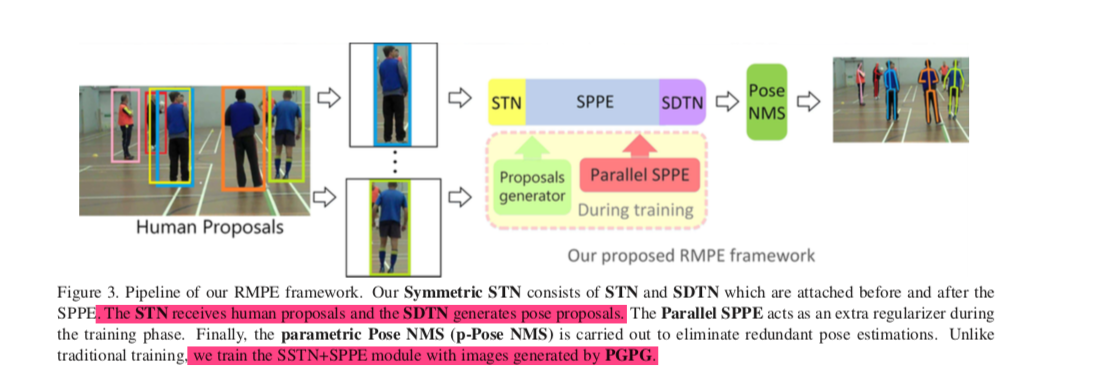 STN
SPPE
SDTN
Pose
NMS
Proposals
generator
Parallel SPPE
During training
Human Proposals
Our proposed RMPE framework
Figure 3. Pipeline of our RMPE framework. Our Symmetric STN consists of STN and SDTN which are attached before and after the
SPPE. The STN receives human proposals and the SDTN generates pose proposals. The Parallel SPPE acts as an extra regularizer during
the training phase. Finally, the parametric Pose NMS (p-Pose NMS) is carried out to eliminate redundant pose estimations. Unlike
traditional training, we train the SSTN+SPPE module with images generated by PGPG.